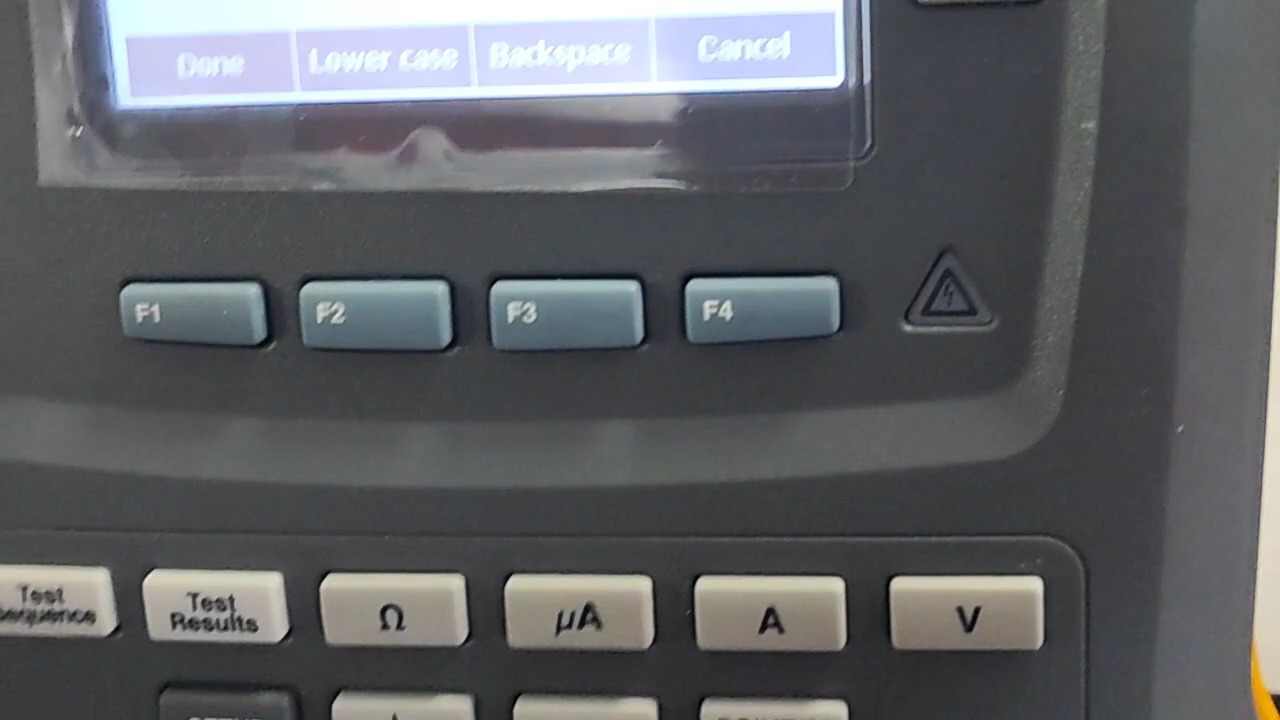 Done Lower case Backspace Cancel
F1 F2 F3 F4
Test Sequence
Test Results
Ω
µA
A
V